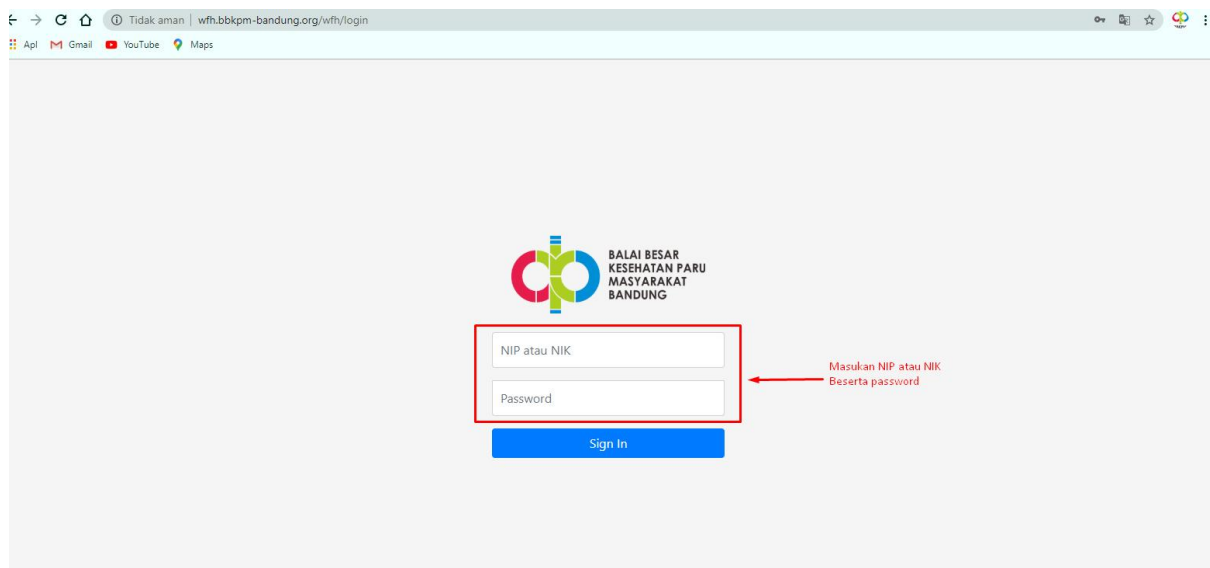 Tidak aman | wfh.bbkpm-bandung.org/wfh/login
Apl Gmail YouTube Maps
BALAI BESAR
KESEHATAN PARU
MASYARAKAT
BANDUNG
NIP atau NIK
Password
Masukan NIP atau NIK
Beserta password
Sign In